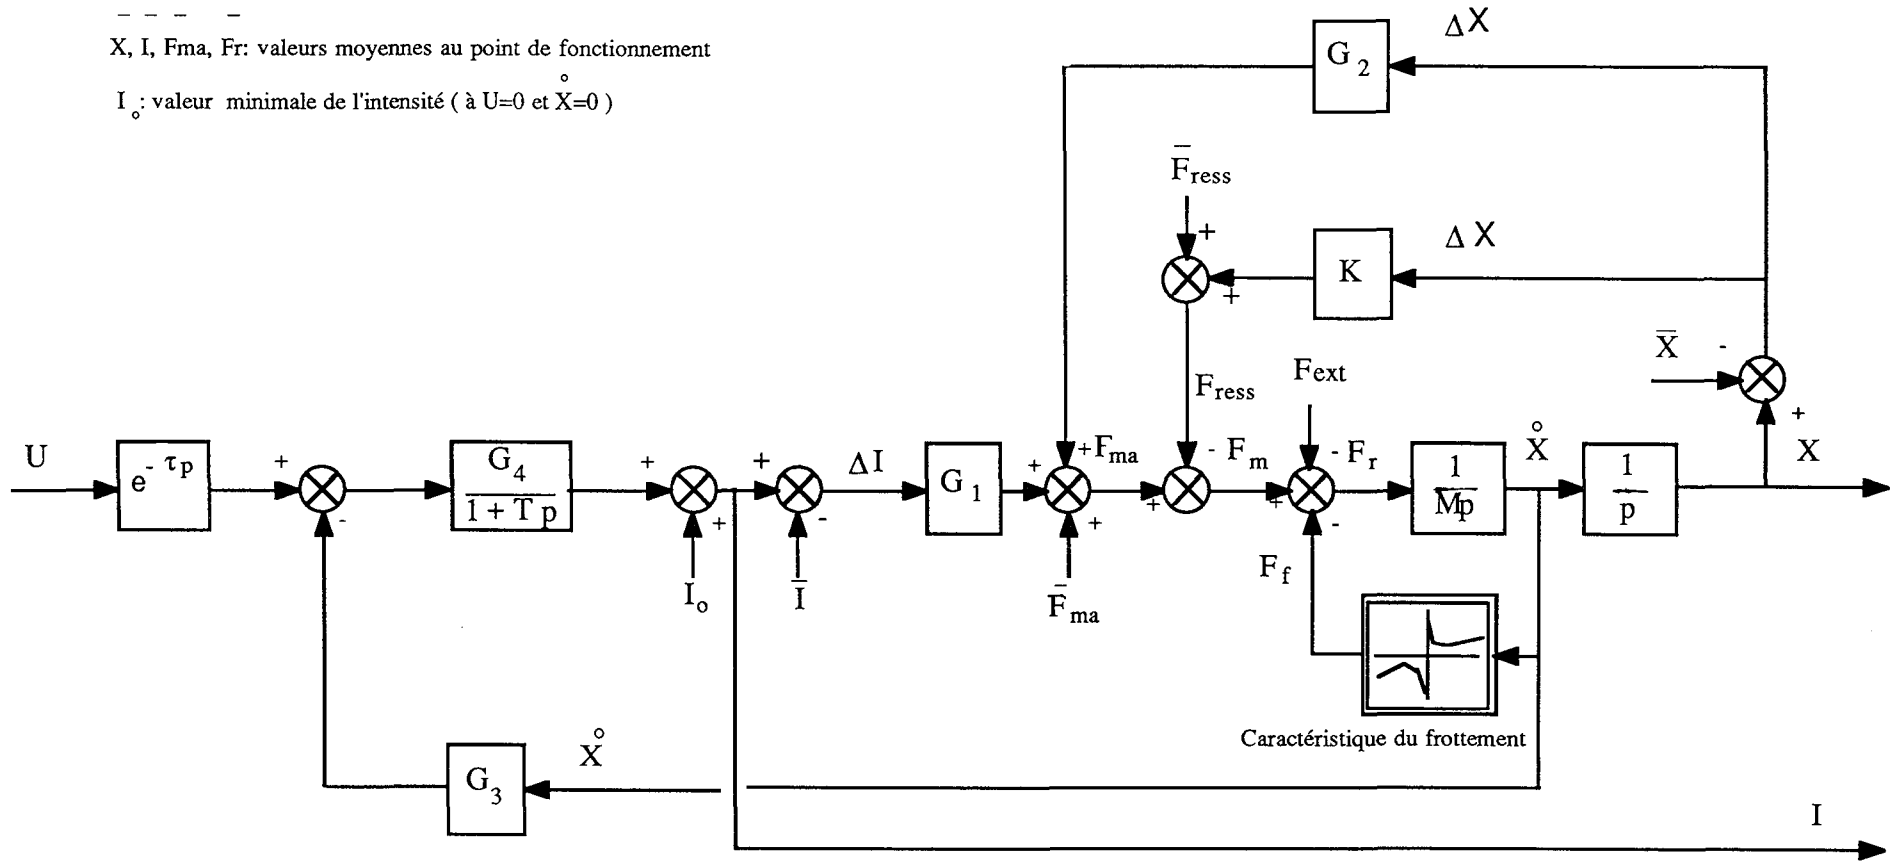 X̄, Ī, F̄ma, F̄r: valeurs moyennes au point de fonctionnement
I₀: valeur minimale de l'intensité ( à U=0 et X̊=0 )
ΔX
G₂
F̄ress
+
ΔX
K
+
X̄
-
Fress
Fext
+
U
e^-τp
+
-
G₄
1 + Tp
+
+
I₀
+
-
Ī
ΔI
G₁
+
+Fma
+
F̄ma
- Fm
+
- Fr
+
-
Ff
1
Mp
X̊
1
p
X
Caractéristique du frottement
X̊
G₃
I